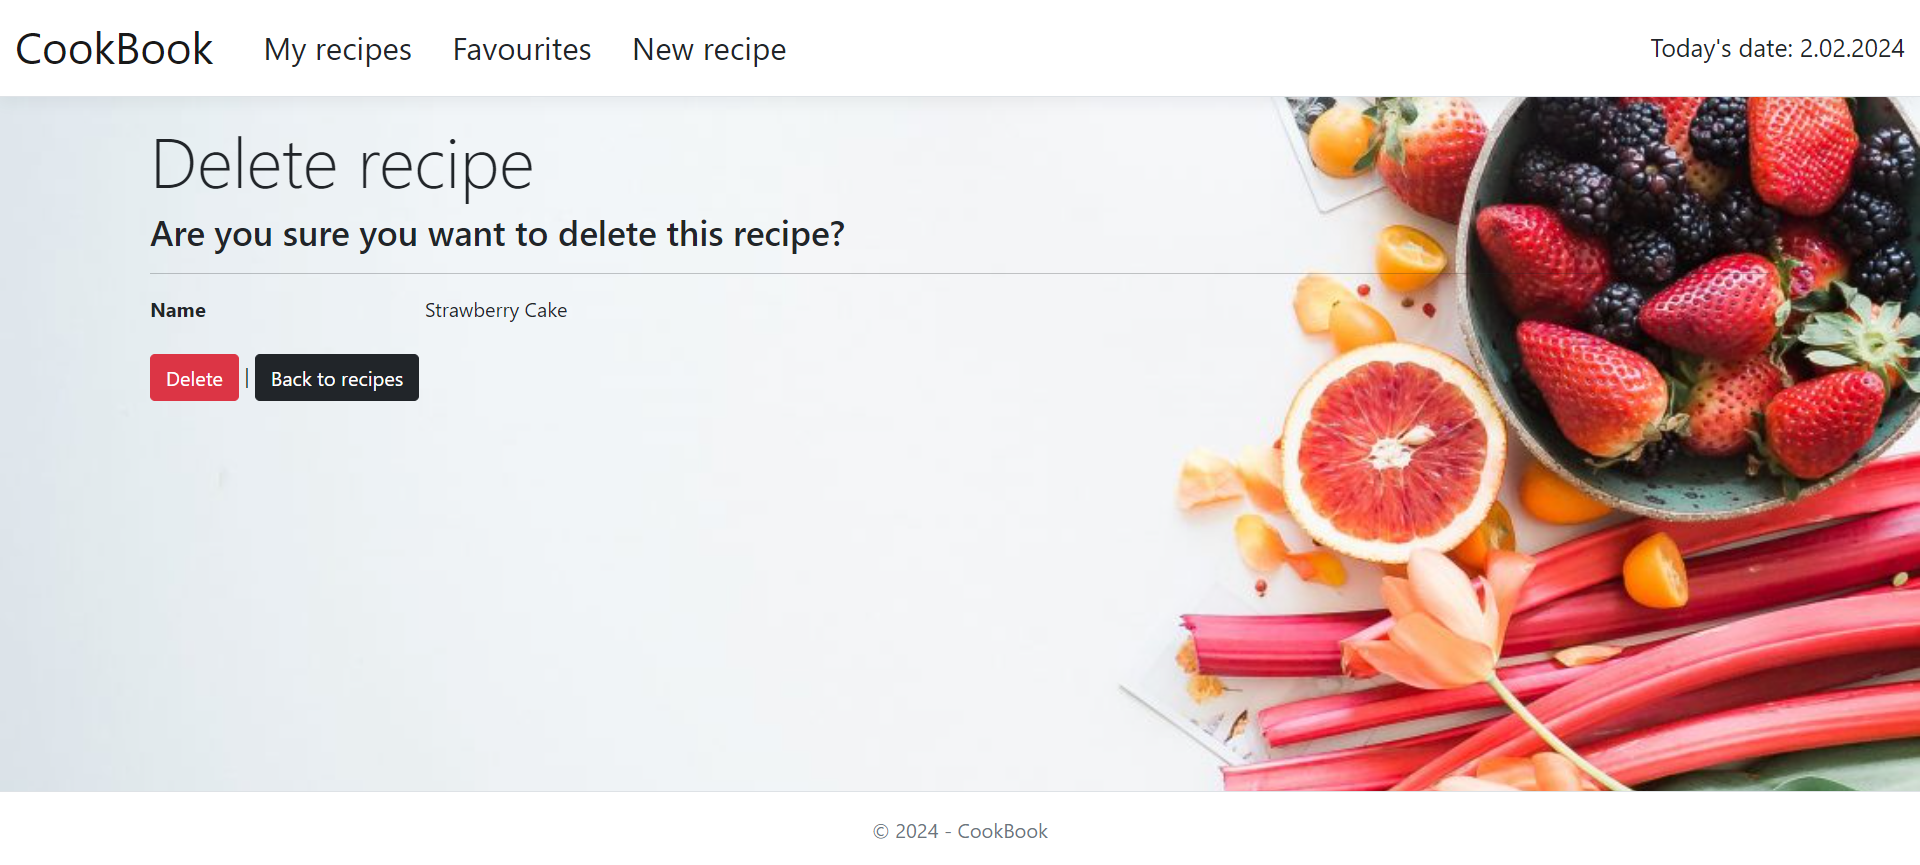 CookBook My recipes Favourites New recipe Today's date: 2.02.2024
Delete recipe
Are you sure you want to delete this recipe?
Name Strawberry Cake
Delete | Back to recipes
© 2024 - CookBook